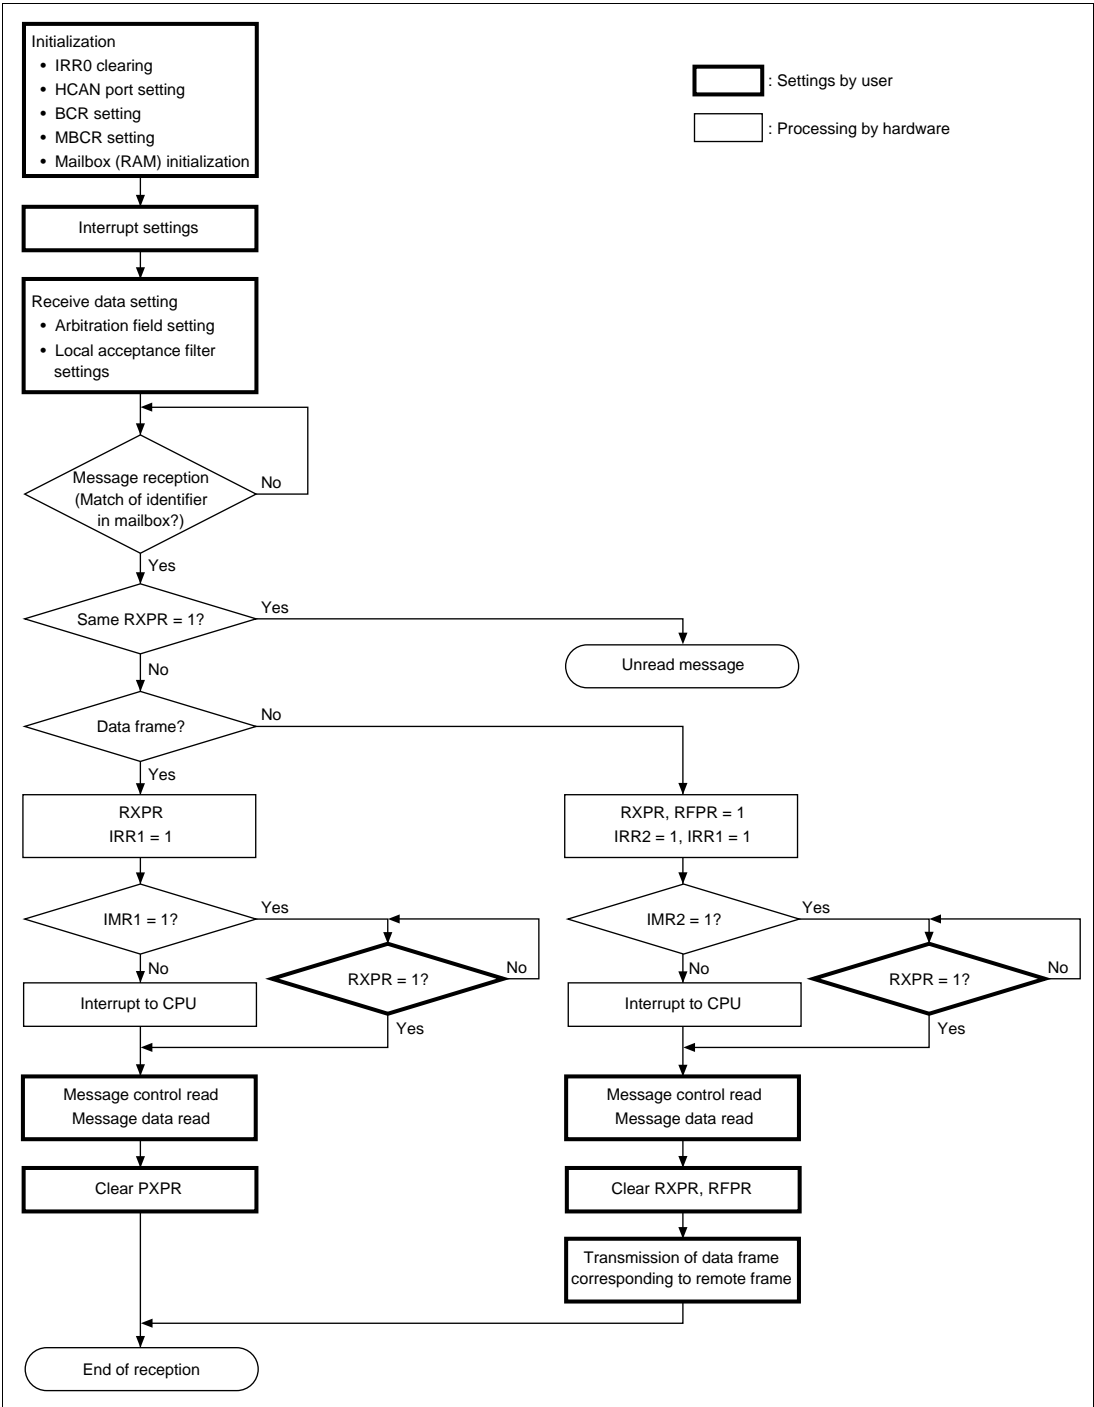 Initialization
• IRR0 clearing
• HCAN port setting
• BCR setting
• MBCR setting
• Mailbox (RAM) initialization
: Settings by user
: Processing by hardware
Interrupt settings
Receive data setting
• Arbitration field setting
• Local acceptance filter
settings
Message reception
(Match of identifier
in mailbox?)
No
Yes
Same RXPR = 1?
Yes
Unread message
No
Data frame?
No
Yes
RXPR
IRR1 = 1
RXPR, RFPR = 1
IRR2 = 1, IRR1 = 1
IMR1 = 1?
Yes
IMR2 = 1?
Yes
No
RXPR = 1?
No
No
RXPR = 1?
No
Interrupt to CPU
Yes
Interrupt to CPU
Yes
Message control read
Message data read
Message control read
Message data read
Clear PXPR
Clear RXPR, RFPR
Transmission of data frame
corresponding to remote frame
End of reception